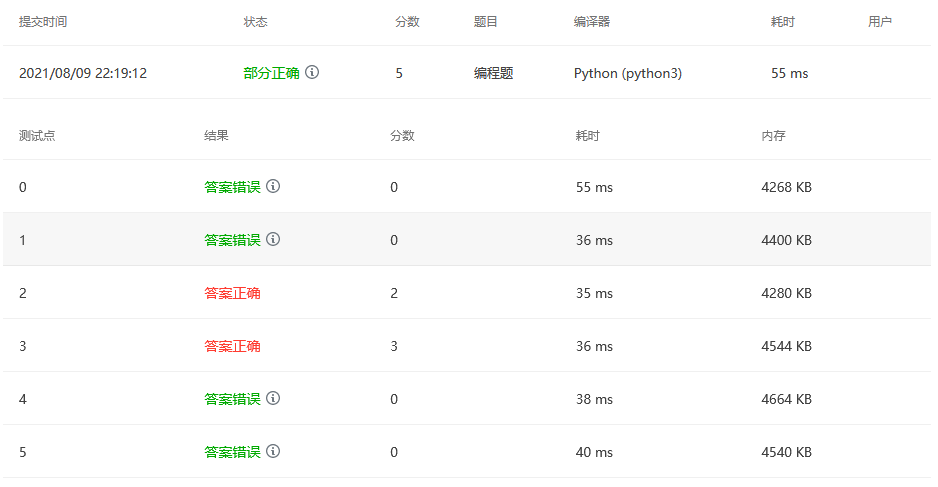 提交时间 状态 分数 题目 编译器 耗时 用户
2021/08/09 22:19:12 部分正确 5 编程题 Python (python3) 55 ms
测试点 结果 分数 耗时 内存
0 答案错误 0 55 ms 4268 KB
1 答案错误 0 36 ms 4400 KB
2 答案正确 2 35 ms 4280 KB
3 答案正确 3 36 ms 4544 KB
4 答案错误 0 38 ms 4664 KB
5 答案错误 0 40 ms 4540 KB